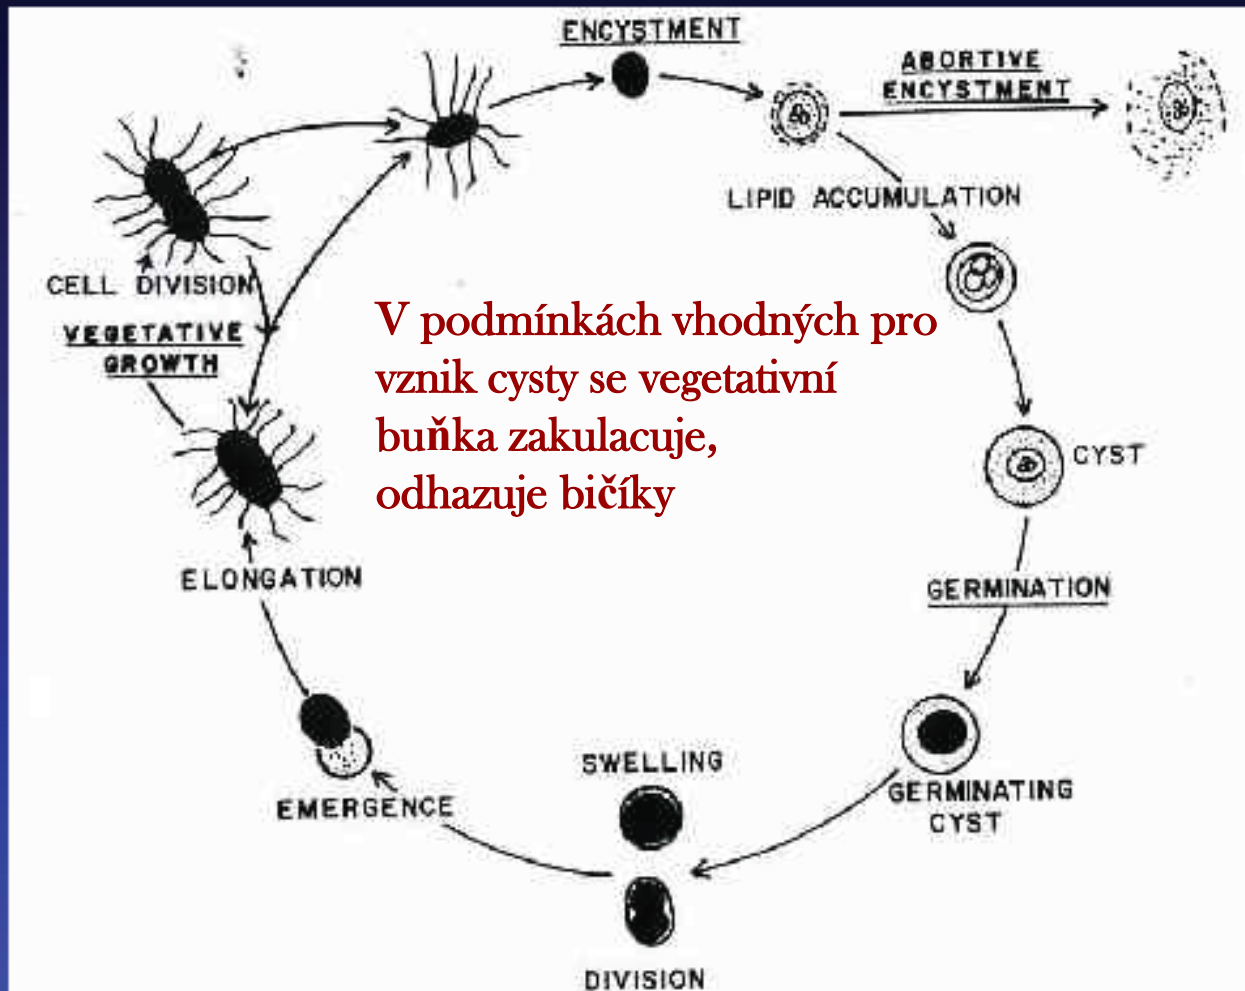 ENCYSTMENT
ABORTIVE
ENCYSTMENT
LIPID ACCUMULATION
CELL DIVISION
VEGETATIVE
GROWTH
V podmínkách vhodných pro
vznik cysty se vegetativní
buňka zakulacuje,
odhazuje bičíky
CYST
ELONGATION
GERMINATION
SWELLING
EMERGENCE
GERMINATING
CYST
DIVISION